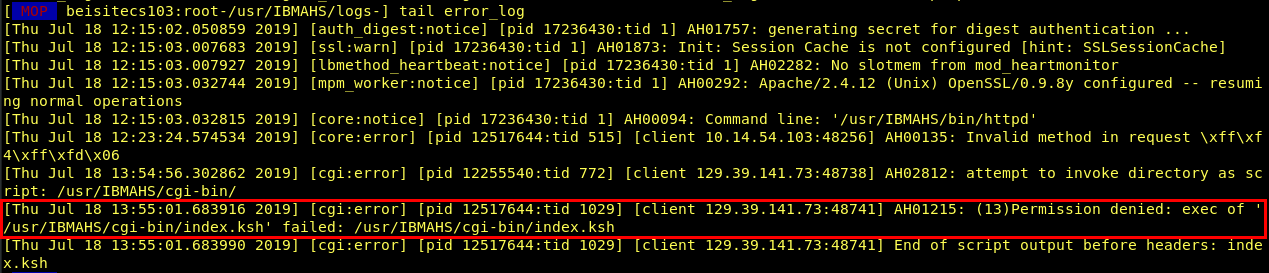 [ MOP beisitecs103:root-/usr/IBMAHS/logs-] tail error_log
[Thu Jul 18 12:15:02.050859 2019] [auth_digest:notice] [pid 17236430:tid 1] AH01757: generating secret for digest authentication ...
[Thu Jul 18 12:15:03.007683 2019] [ssl:warn] [pid 17236430:tid 1] AH01873: Init: Session Cache is not configured [hint: SSLSessionCache]
[Thu Jul 18 12:15:03.007927 2019] [lbmethod_heartbeat:notice] [pid 17236430:tid 1] AH02282: No slotmem from mod_heartmonitor
[Thu Jul 18 12:15:03.032744 2019] [mpm_worker:notice] [pid 17236430:tid 1] AH00292: Apache/2.4.12 (Unix) OpenSSL/0.9.8y configured -- resumi
ng normal operations
[Thu Jul 18 12:15:03.032815 2019] [core:notice] [pid 17236430:tid 1] AH00094: Command line: '/usr/IBMAHS/bin/httpd'
[Thu Jul 18 12:23:24.574534 2019] [core:error] [pid 12517644:tid 515] [client 10.14.54.103:48256] AH00135: Invalid method in request \xff\xf
4\xff\xfd\x06
[Thu Jul 18 13:54:56.302862 2019] [cgi:error] [pid 12255540:tid 772] [client 129.39.141.73:48738] AH02812: attempt to invoke directory as sc
ript: /usr/IBMAHS/cgi-bin/
[Thu Jul 18 13:55:01.683916 2019] [cgi:error] [pid 12517644:tid 1029] [client 129.39.141.73:48741] AH01215: (13)Permission denied: exec of '
/usr/IBMAHS/cgi-bin/index.ksh' failed: /usr/IBMAHS/cgi-bin/index.ksh
[Thu Jul 18 13:55:01.683990 2019] [cgi:error] [pid 12517644:tid 1029] [client 129.39.141.73:48741] End of script output before headers: inde
x.ksh